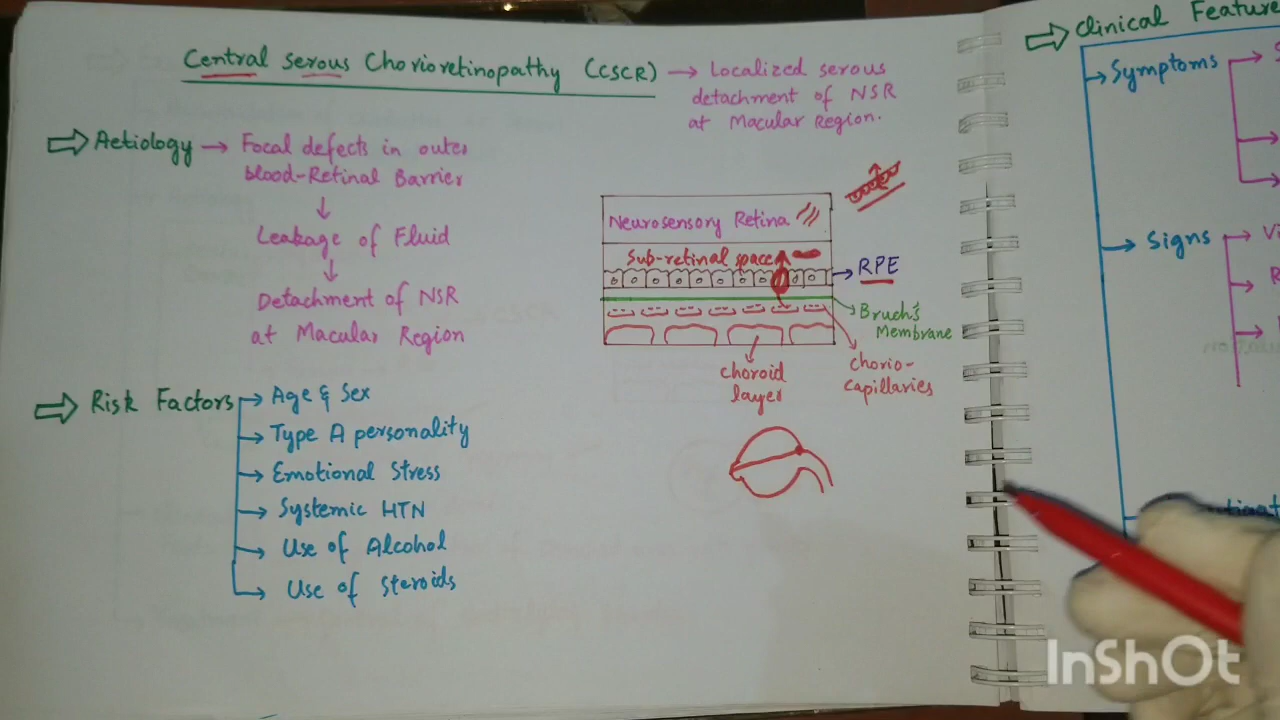 Central Serous Chorioretinopathy (CSCR) → Localized serous
detachment of NSR
at Macular Region.
Aetiology → Focal defects in outer
blood-Retinal Barrier
↓
Leakage of Fluid
↓
Detachment of NSR
at Macular Region
Risk Factors
Age & Sex
Type A personality
Emotional Stress
Systemic HTN
Use of Alcohol
Use of Steroids
Neurosensory Retina
Sub-retinal space
RPE
Bruch's
Membrane
chorio-
capillaries
choroid
layer
Clinical Feature
Symptoms
Signs
InShOt